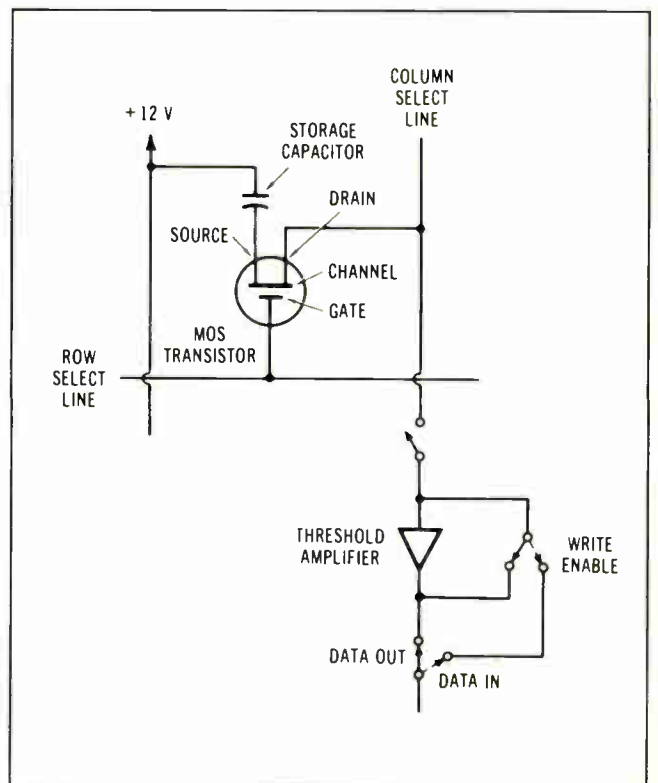 COLUMN
SELECT
LINE
+12 V
STORAGE
CAPACITOR
DRAIN
SOURCE
CHANNEL
GATE
MOS
TRANSISTOR
ROW
SELECT
LINE
THRESHOLD
AMPLIFIER
WRITE
ENABLE
DATA OUT
DATA IN